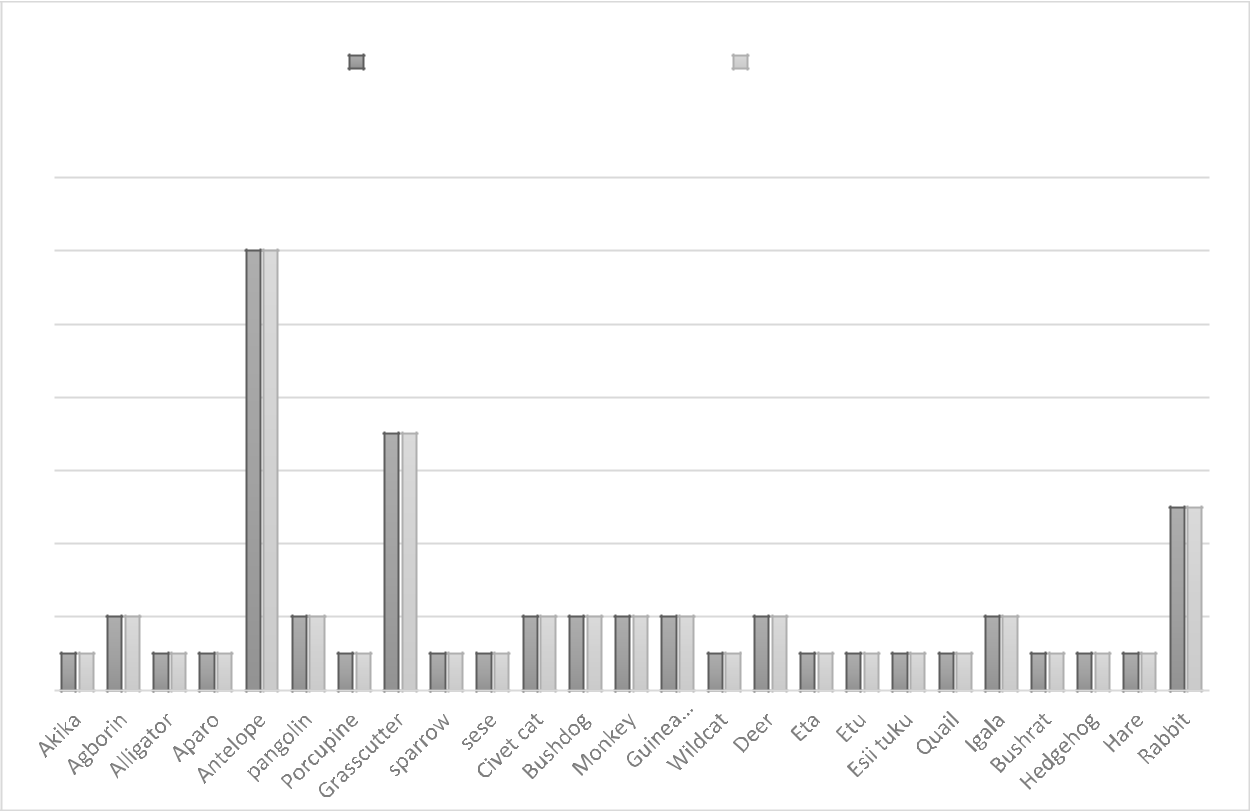 Akika
Agborin
Alligator
Aparo
Antelope
pangolin
Porcupine
Grasscutter
sparrow
sese
Civet cat
Bushdog
Monkey
Guinea...
Wildcat
Deer
Eta
Etu
Esii tuku
Quail
Igala
Bushrat
Hedgehog
Hare
Rabbit